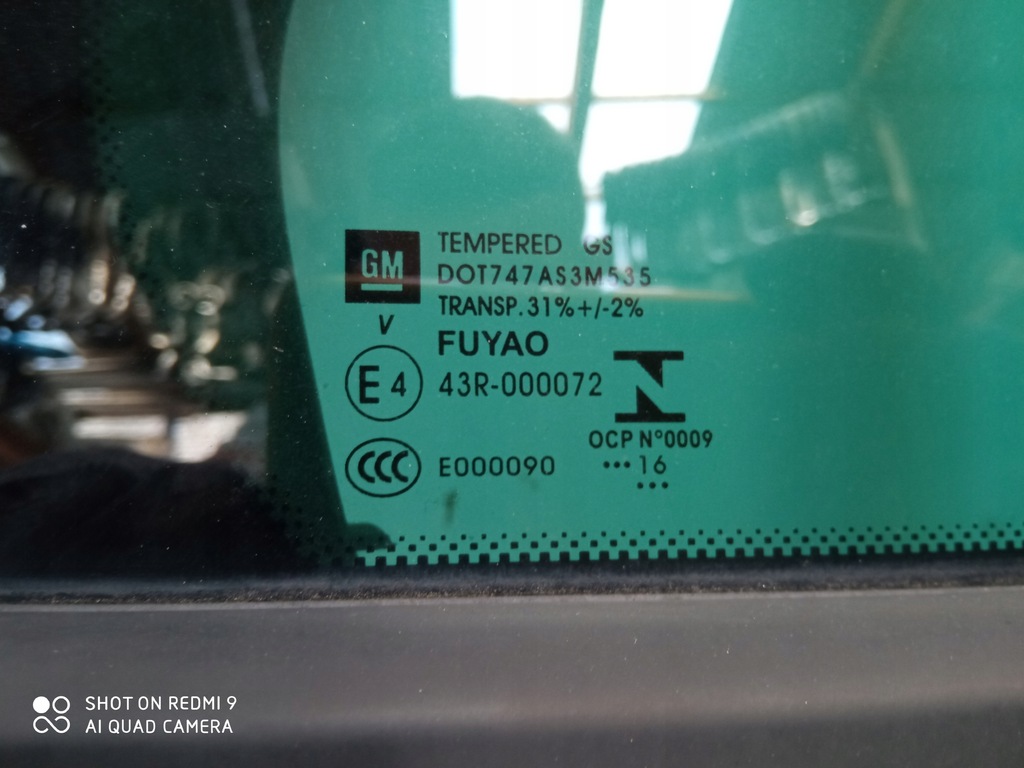 GM
TEMPERED GS
DOT747AS3M535
TRANSP. 31%+/-2%
V
FUYAO
E4
43R-000072
OCP N°0009
CCC
E000090
•••16
•••
SHOT ON REDMI 9
AI QUAD CAMERA